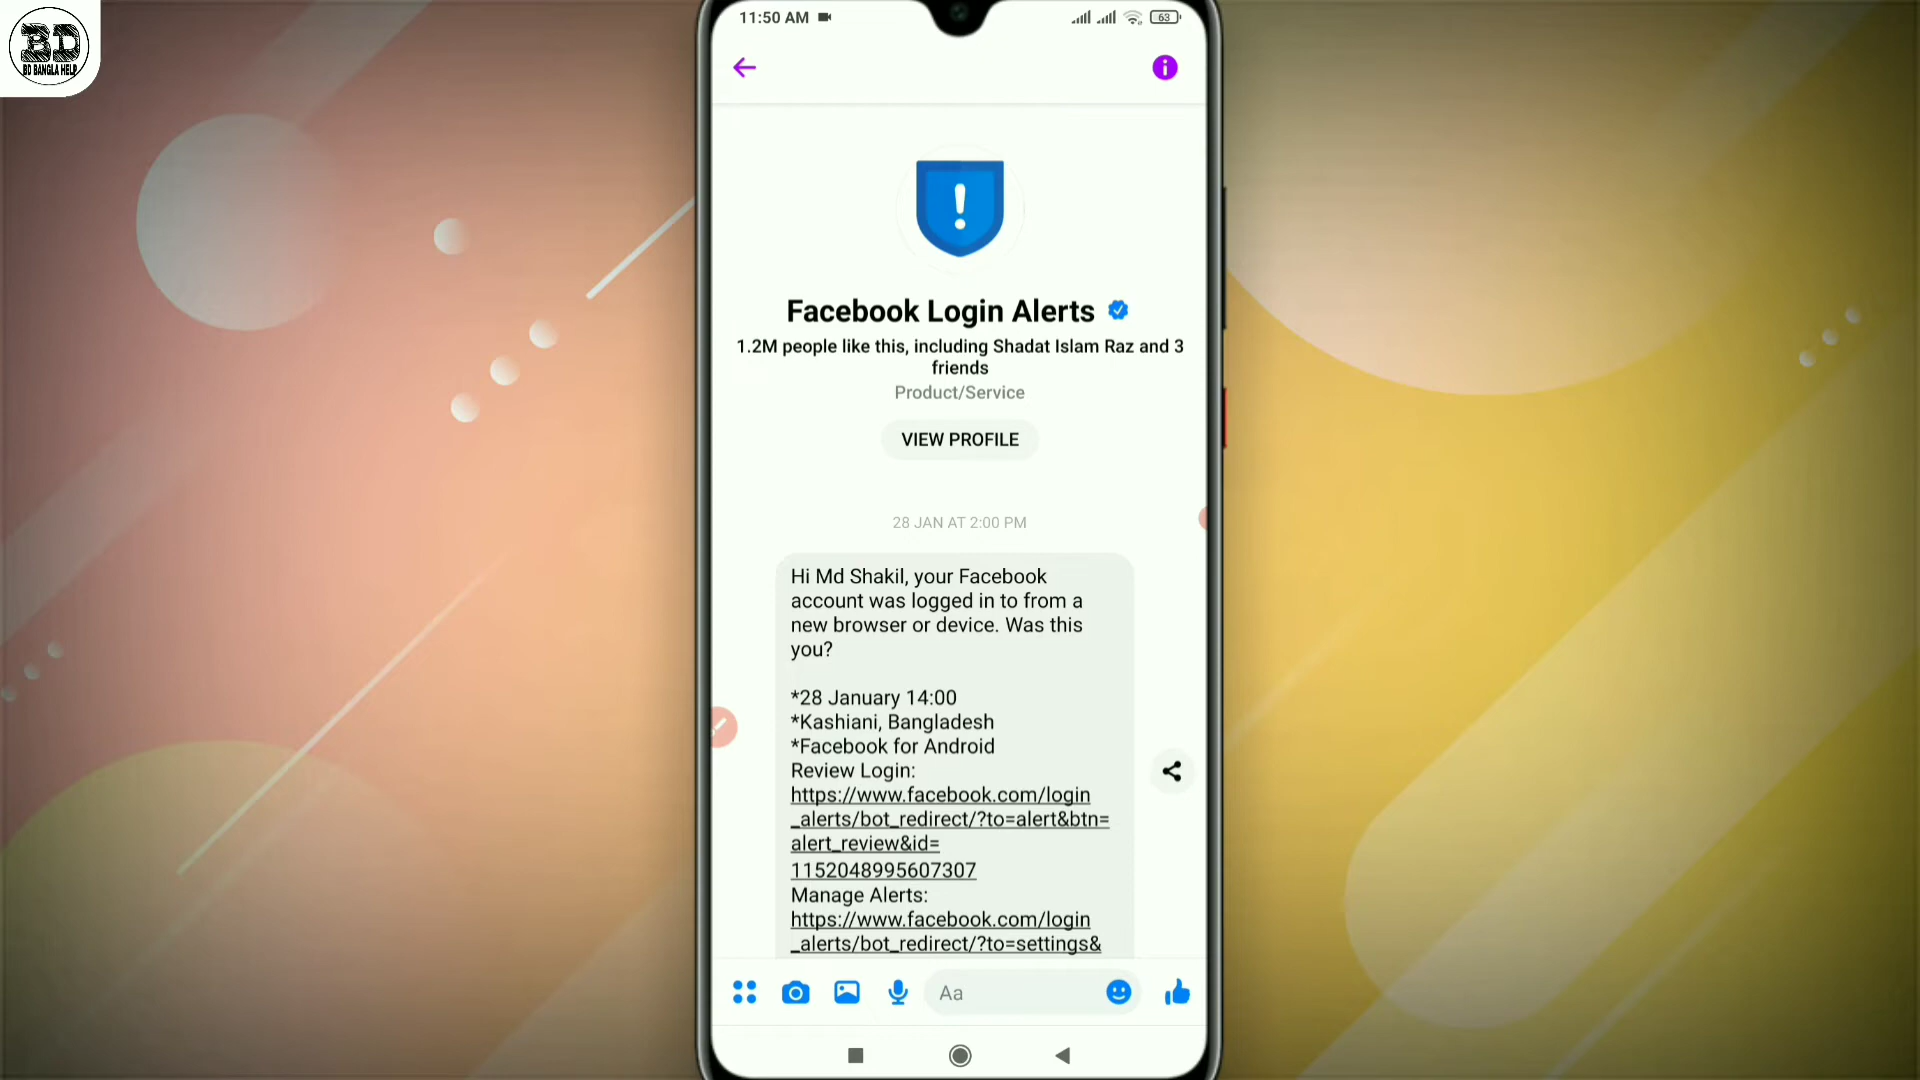 BD
BD BANGLA HELP
11:50 AM
63
Facebook Login Alerts
1.2M people like this, including Shadat Islam Raz and 3
friends
Product/Service
VIEW PROFILE
28 JAN AT 2:00 PM
Hi Md Shakil, your Facebook
account was logged in to from a
new browser or device. Was this
you?
*28 January 14:00
*Kashiani, Bangladesh
*Facebook for Android
Review Login:
https://www.facebook.com/login
_alerts/bot_redirect/?to=alert&btn=
alert_review&id=
1152048995607307
Manage Alerts:
https://www.facebook.com/login
_alerts/bot_redirect/?to=settings&
Aa